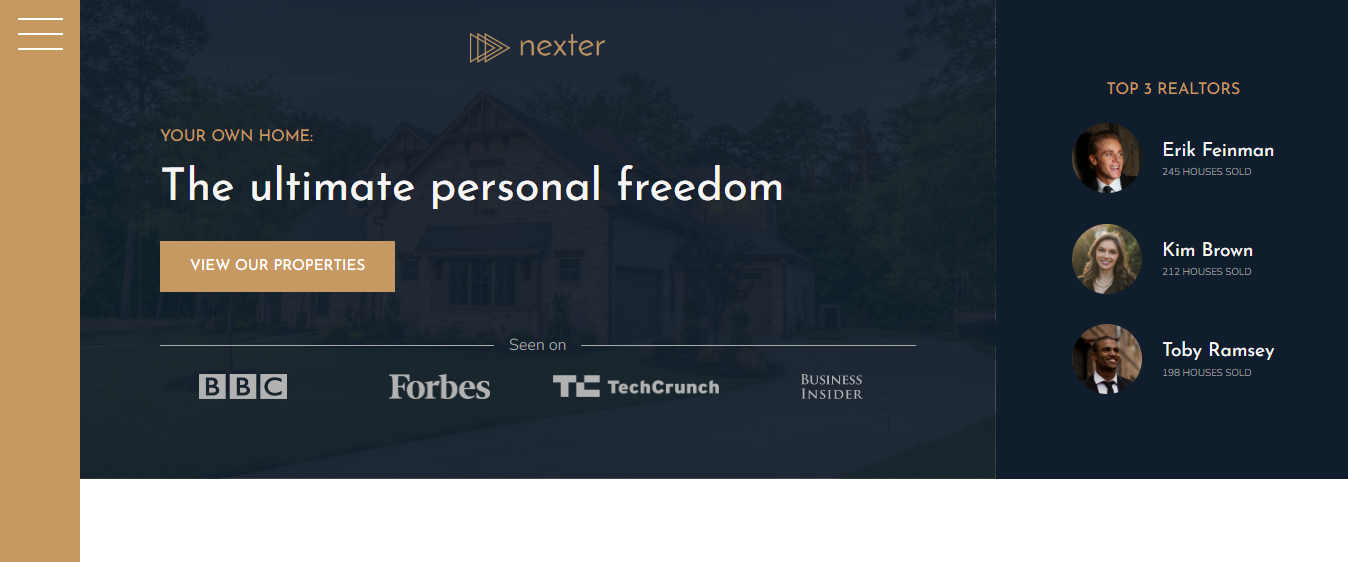 nexter
YOUR OWN HOME:
The ultimate personal freedom
VIEW OUR PROPERTIES
Seen on
BBC
Forbes
TC TechCrunch
BUSINESS
INSIDER
TOP 3 REALTORS
Erik Feinman
245 HOUSES SOLD
Kim Brown
212 HOUSES SOLD
Toby Ramsey
198 HOUSES SOLD